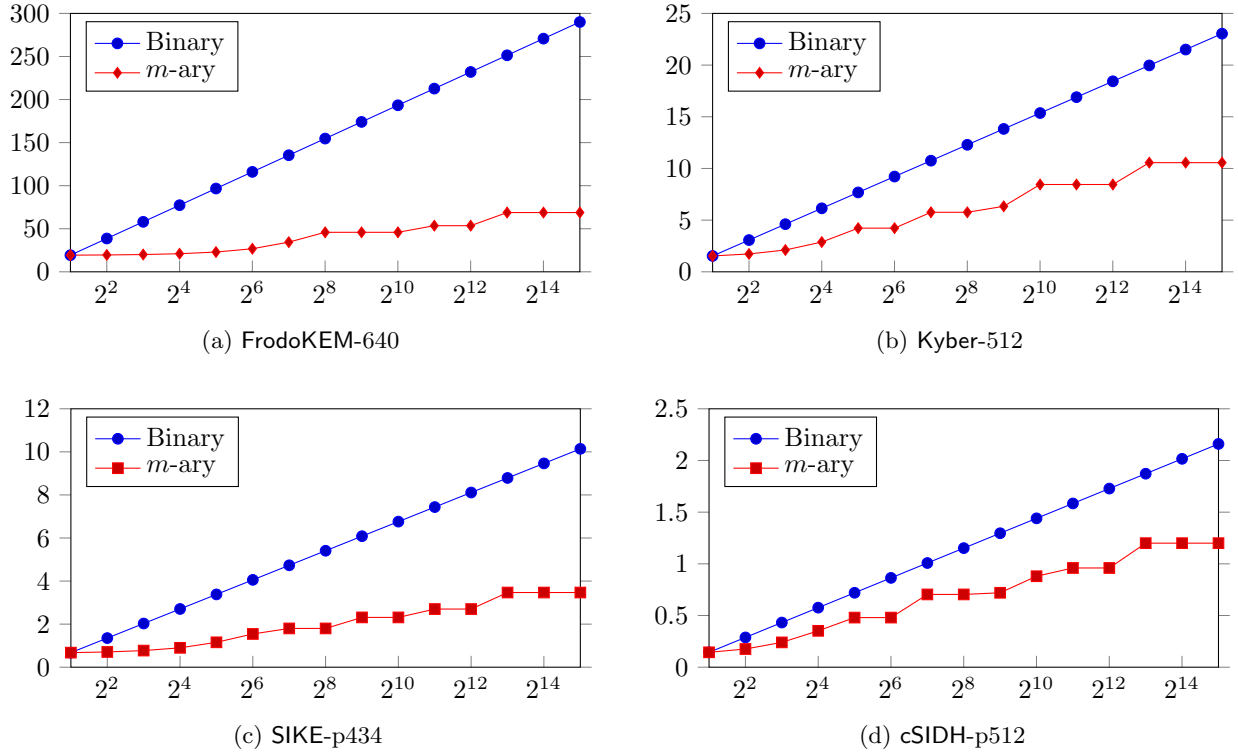 300
250
200
150
100
50
0
Binary
m-ary
2^2 2^4 2^6 2^8 2^10 2^12 2^14
(a) FrodoKEM-640
25
20
15
10
5
0
Binary
m-ary
2^2 2^4 2^6 2^8 2^10 2^12 2^14
(b) Kyber-512
12
10
8
6
4
2
0
Binary
m-ary
2^2 2^4 2^6 2^8 2^10 2^12 2^14
(c) SIKE-p434
2.5
2
1.5
1
0.5
0
Binary
m-ary
2^2 2^4 2^6 2^8 2^10 2^12 2^14
(d) cSIDH-p512